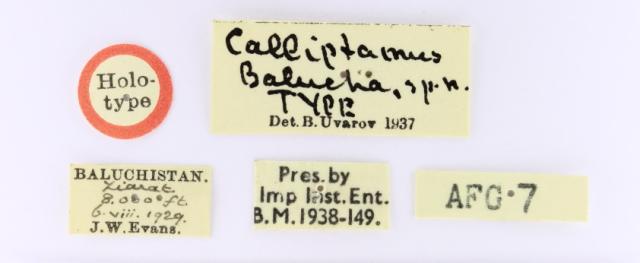 Holo-
type
Calliptamus
Balucha, sp.n.
TYPE
Det. B. Uvarov 1937
BALUCHISTAN.
Ziarat
8.000 ft.
6.viii.1929.
J.W.Evans.
Pres. by
Imp Inst. Ent.
B.M.1938-149.
AFG·7